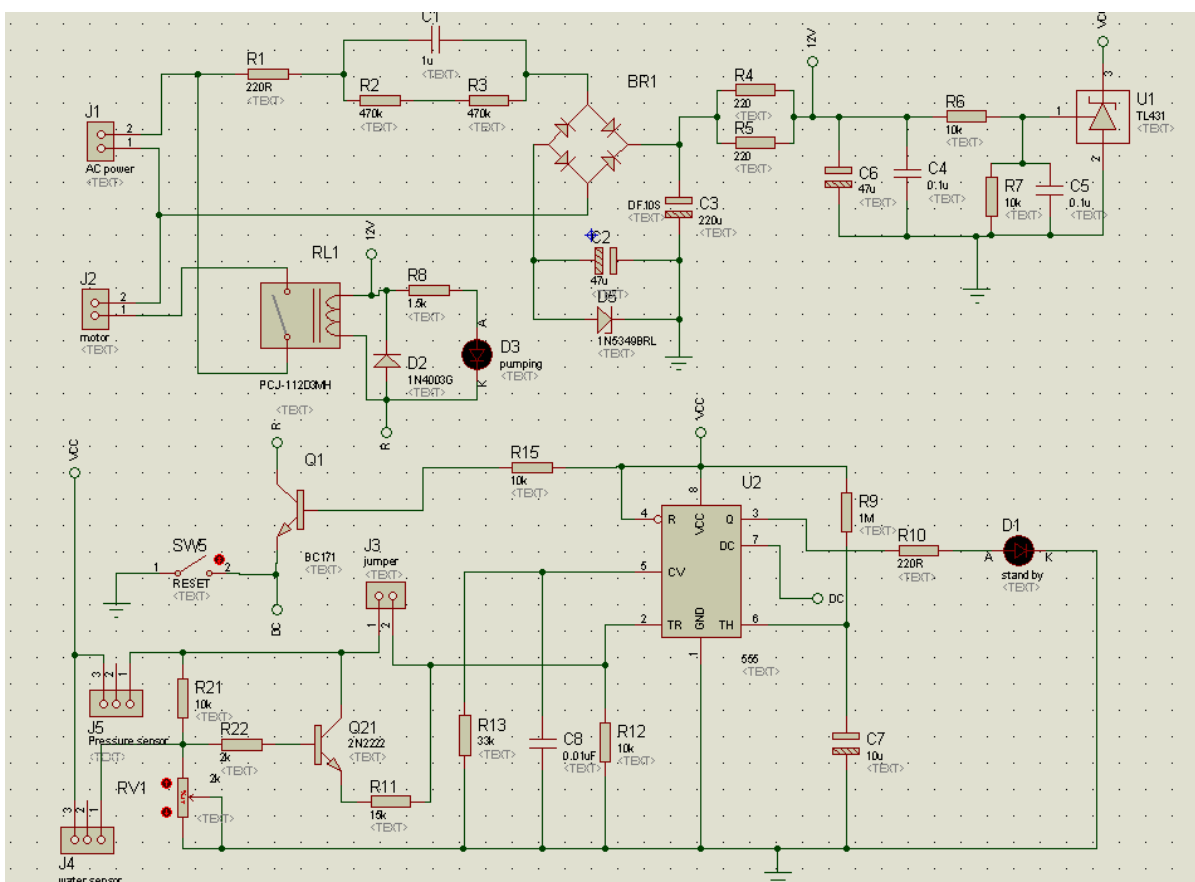 C1
1u
<TEXT>
R1
220R
<TEXT>
R2
470k
<TEXT>
R3
470k
<TEXT>
BR1
DF10S
J1
2
1
AC power
<TEXT>
R4
220
<TEXT>
R5
220
<TEXT>
12V
C6
47u
<TEXT>
C4
0.1u
<TEXT>
R6
10k
<TEXT>
R7
10k
<TEXT>
C5
0.1u
<TEXT>
VCC
3
1
2
U1
TL431
<TEXT>
C3
220u
<TEXT>
C2
47u
<TEXT>
D5
1N5349BRL
<TEXT>
J2
2
1
motor
<TEXT>
RL1
PCJ-112D3MH
<TEXT>
12V
R8
1.5k
<TEXT>
D2
1N4003G
<TEXT>
A
K
D3
pumping
<TEXT>
R
R
Q1
BC171
<TEXT>
VCC
SW5
1
2
RESET
<TEXT>
DC
R15
10k
<TEXT>
J3
jumper
<TEXT>
1
2
VCC
U2
555
<TEXT>
4
R
8
VCC
Q
3
DC
7
5
CV
2
TR
GND
1
TH
6
DC
R9
1M
<TEXT>
R10
220R
<TEXT>
D1
A
K
stand by
<TEXT>
3
2
1
J5
Pressure sensor
<TEXT>
R21
10k
<TEXT>
R22
2k
<TEXT>
Q21
2N2222
<TEXT>
R11
15k
<TEXT>
R13
33k
<TEXT>
C8
0.01uF
<TEXT>
R12
10k
<TEXT>
C7
10u
<TEXT>
RV1
2k
<TEXT>
3
2
1
J4
water sensor